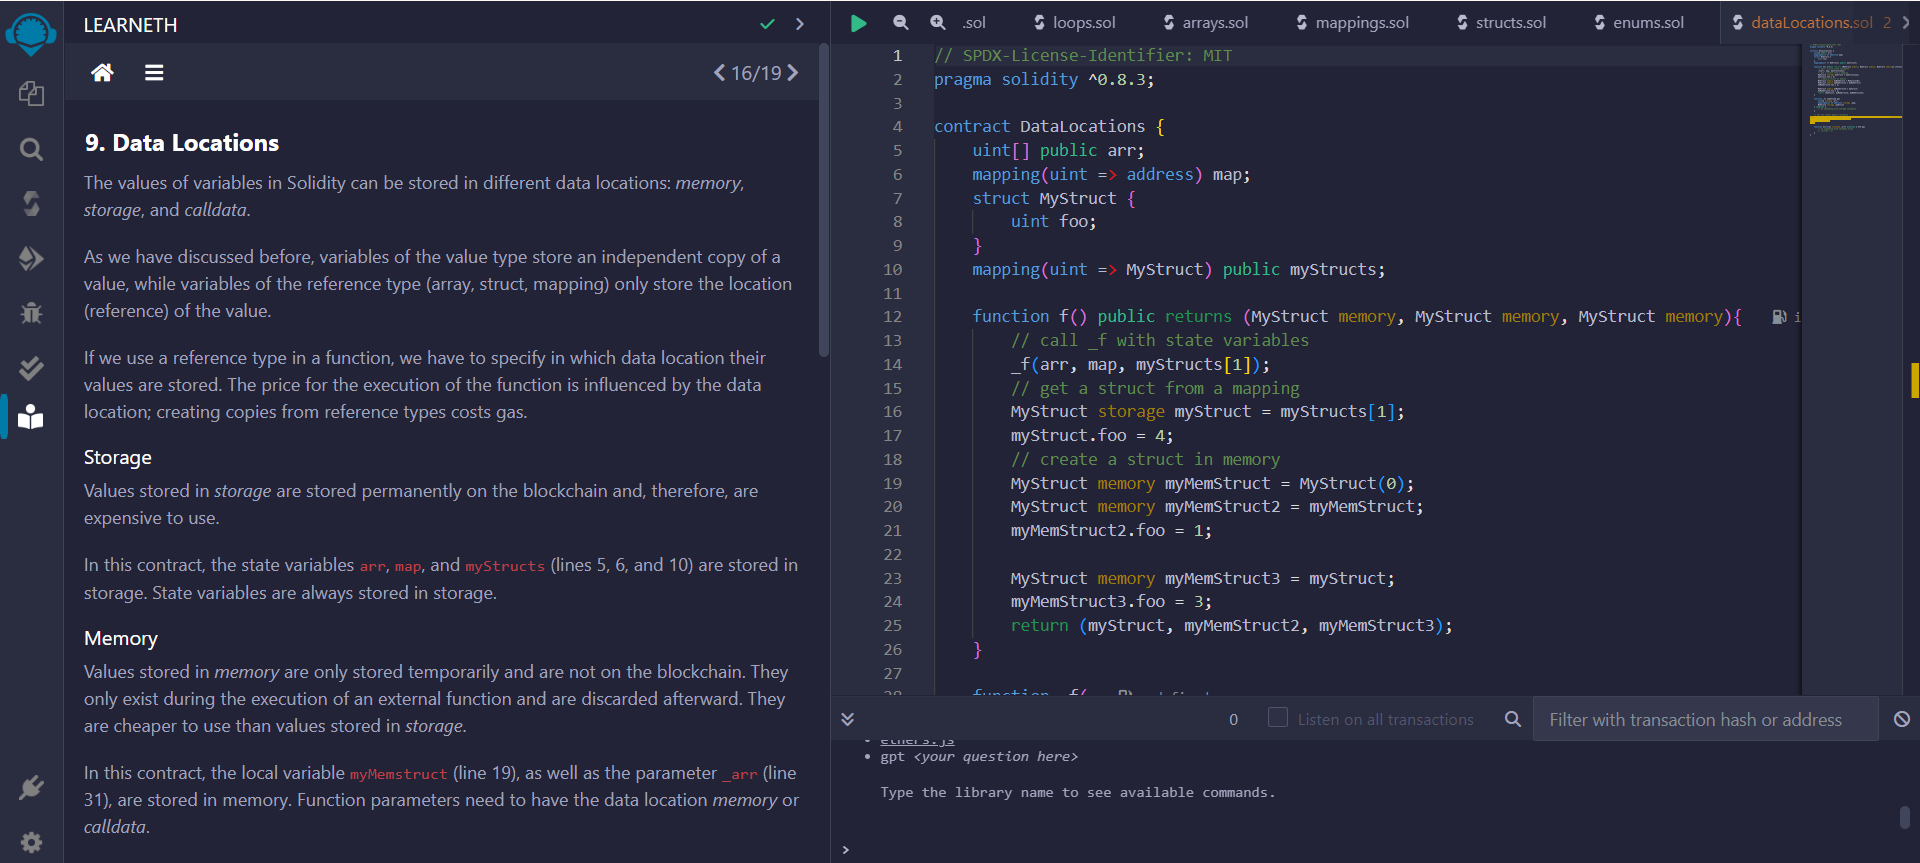 LEARNETH
16/19
9. Data Locations
The values of variables in Solidity can be stored in different data locations: memory,
storage, and calldata.
As we have discussed before, variables of the value type store an independent copy of a
value, while variables of the reference type (array, struct, mapping) only store the location
(reference) of the value.
If we use a reference type in a function, we have to specify in which data location their
values are stored. The price for the execution of the function is influenced by the data
location; creating copies from reference types costs gas.
Storage
Values stored in storage are stored permanently on the blockchain and, therefore, are
expensive to use.
In this contract, the state variables arr, map, and myStructs (lines 5, 6, and 10) are stored in
storage. State variables are always stored in storage.
Memory
Values stored in memory are only stored temporarily and are not on the blockchain. They
only exist during the execution of an external function and are discarded afterward. They
are cheaper to use than values stored in storage.
In this contract, the local variable myMemstruct (line 19), as well as the parameter _arr (line
31), are stored in memory. Function parameters need to have the data location memory or
calldata.
.sol loops.sol arrays.sol mappings.sol structs.sol enums.sol dataLocations.sol 2
1 // SPDX-License-Identifier: MIT
2 pragma solidity ^0.8.3;
3
4 contract DataLocations {
5 uint[] public arr;
6 mapping(uint => address) map;
7 struct MyStruct {
8 uint foo;
9 }
10 mapping(uint => MyStruct) public myStructs;
11
12 function f() public returns (MyStruct memory, MyStruct memory, MyStruct memory){ i
13 // call _f with state variables
14 _f(arr, map, myStructs[1]);
15 // get a struct from a mapping
16 MyStruct storage myStruct = myStructs[1];
17 myStruct.foo = 4;
18 // create a struct in memory
19 MyStruct memory myMemStruct = MyStruct(0);
20 MyStruct memory myMemStruct2 = myMemStruct;
21 myMemStruct2.foo = 1;
22
23 MyStruct memory myMemStruct3 = myStruct;
24 myMemStruct3.foo = 3;
25 return (myStruct, myMemStruct2, myMemStruct3);
26 }
27
28 function _f(
0 Listen on all transactions Filter with transaction hash or address
• ethers.js
• gpt <your question here>
Type the library name to see available commands.
>